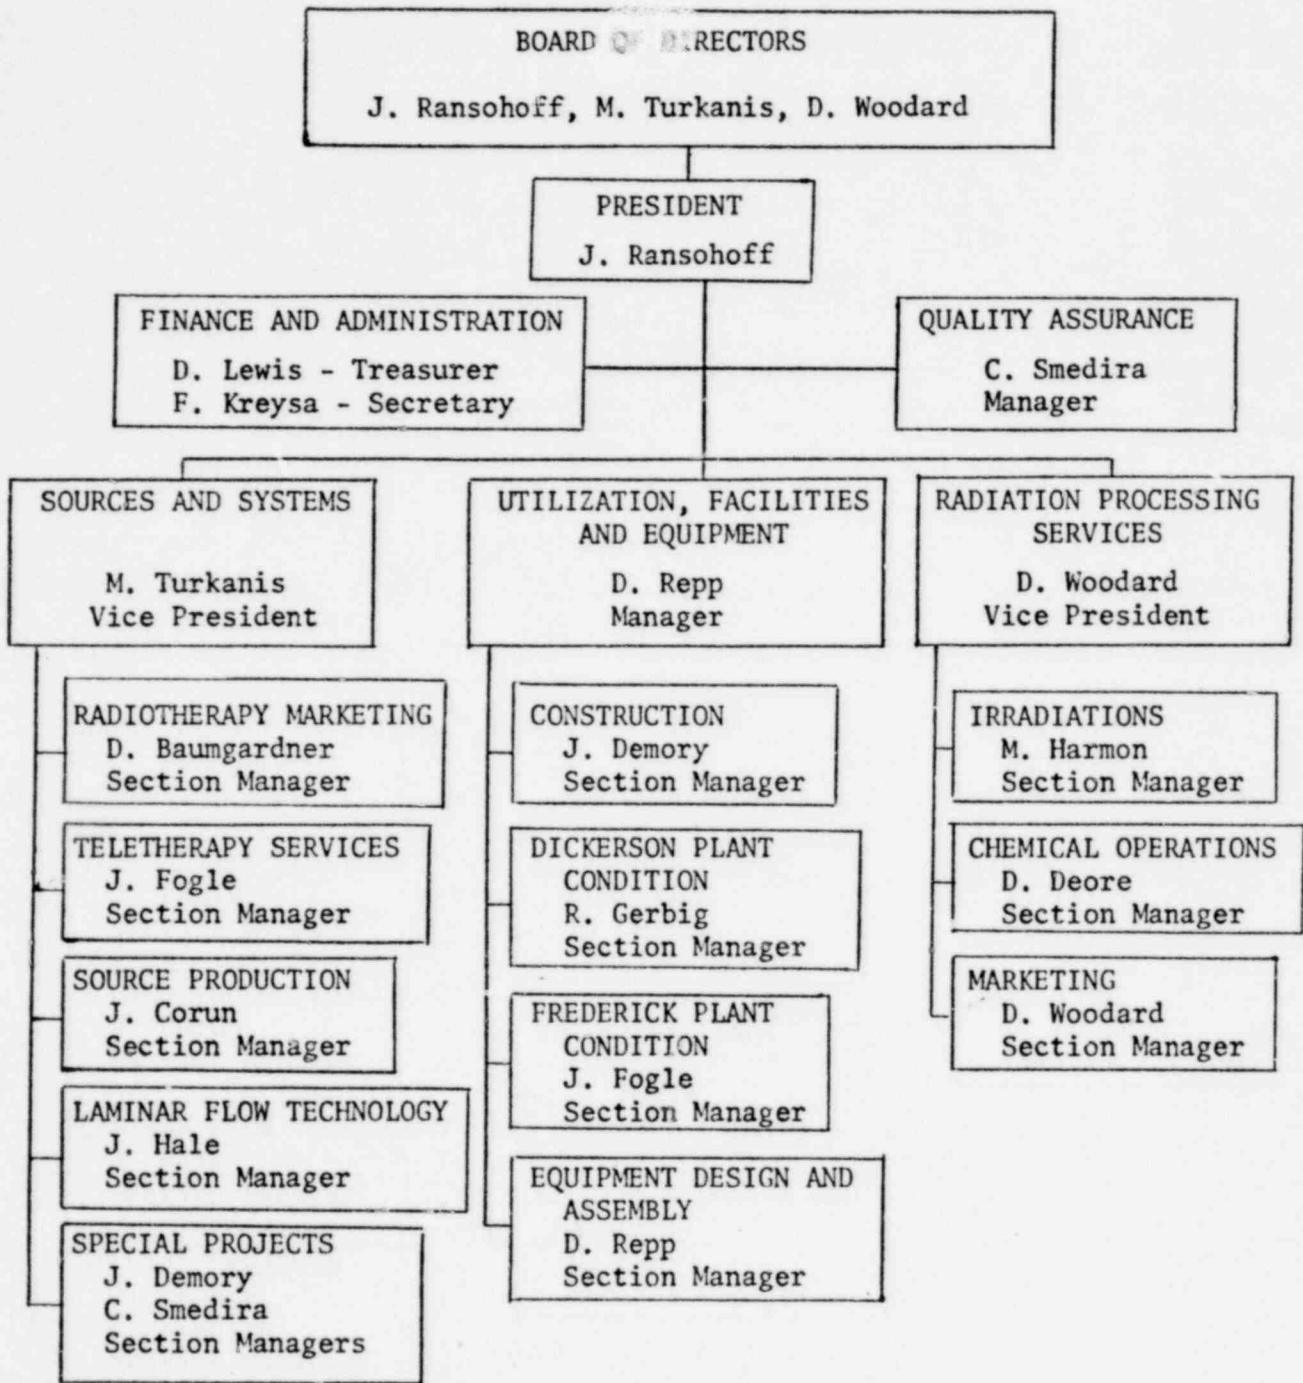 BOARD OF DIRECTORS
J. Ransohoff, M. Turkanis, D. Woodard
PRESIDENT
J. Ransohoff
FINANCE AND ADMINISTRATION
D. Lewis - Treasurer
F. Kreysa - Secretary
QUALITY ASSURANCE
C. Smedira
Manager
SOURCES AND SYSTEMS
M. Turkanis
Vice President
RADIOTHERAPY MARKETING
D. Baumgardner
Section Manager
TELETHERAPY SERVICES
J. Fogle
Section Manager
SOURCE PRODUCTION
J. Corun
Section Manager
LAMINAR FLOW TECHNOLOGY
J. Hale
Section Manager
SPECIAL PROJECTS
J. Demory
C. Smedira
Section Managers
UTILIZATION, FACILITIES
AND EQUIPMENT
D. Repp
Manager
CONSTRUCTION
J. Demory
Section Manager
DICKERSON PLANT
CONDITION
R. Gerbig
Section Manager
FREDERICK PLANT
CONDITION
J. Fogle
Section Manager
EQUIPMENT DESIGN AND
ASSEMBLY
D. Repp
Section Manager
RADIATION PROCESSING
SERVICES
D. Woodard
Vice President
IRRADIATIONS
M. Harmon
Section Manager
CHEMICAL OPERATIONS
D. Deore
Section Manager
MARKETING
D. Woodard
Section Manager